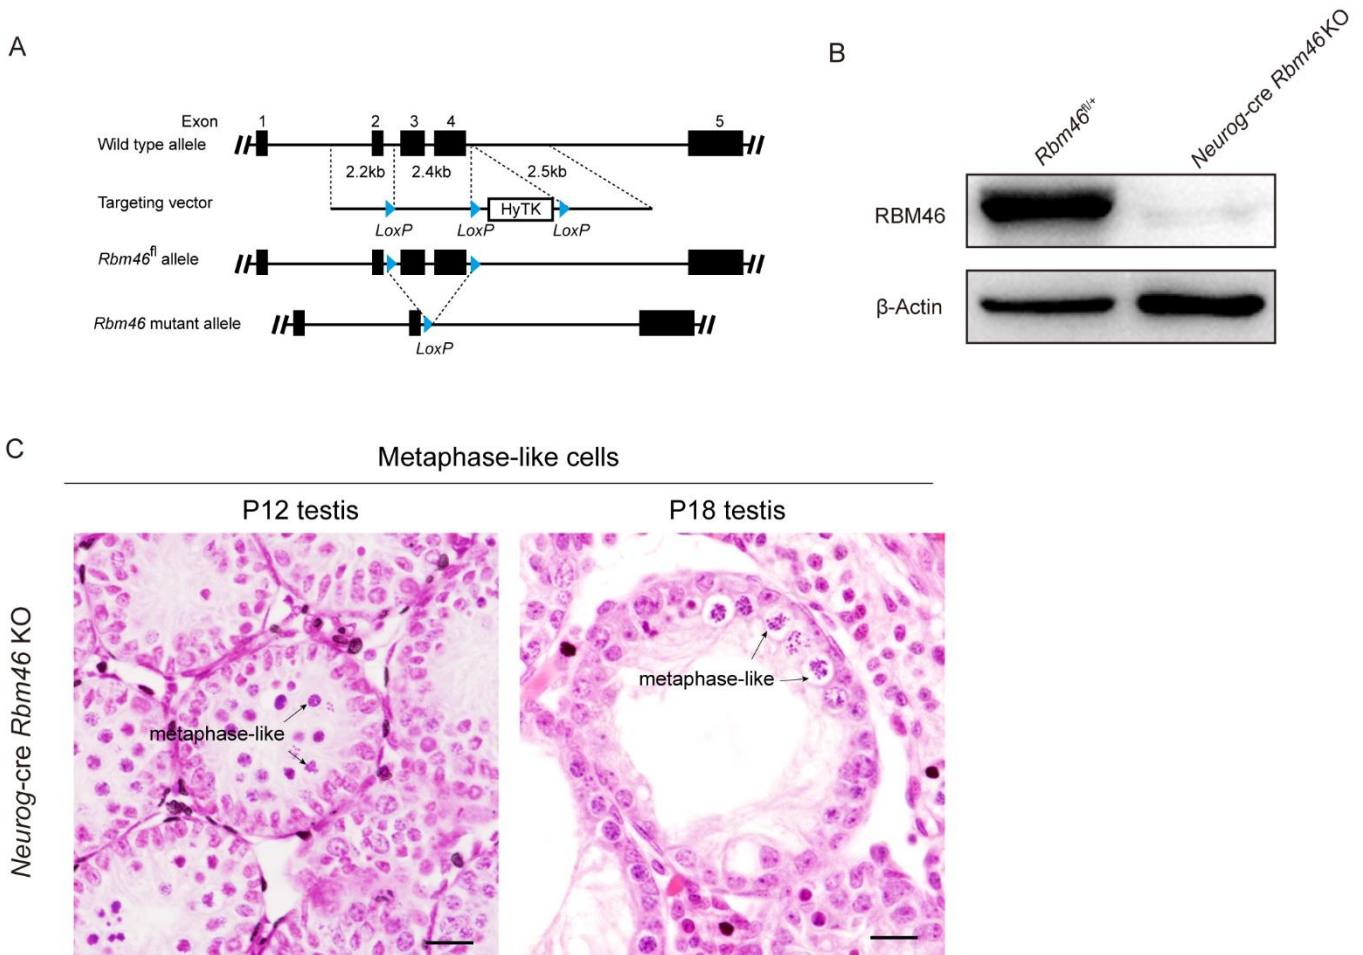 A
Exon 1 2 3 4 5
Wild type allele
2.2kb 2.4kb 2.5kb
Targeting vector
HyTK
LoxP LoxP LoxP
Rbm46fl allele
Rbm46 mutant allele
LoxP
B
Rbm46fl/+
Neurog-cre Rbm46 KO
RBM46
β-Actin
C
Metaphase-like cells
P12 testis P18 testis
Neurog-cre Rbm46 KO
metaphase-like
metaphase-like